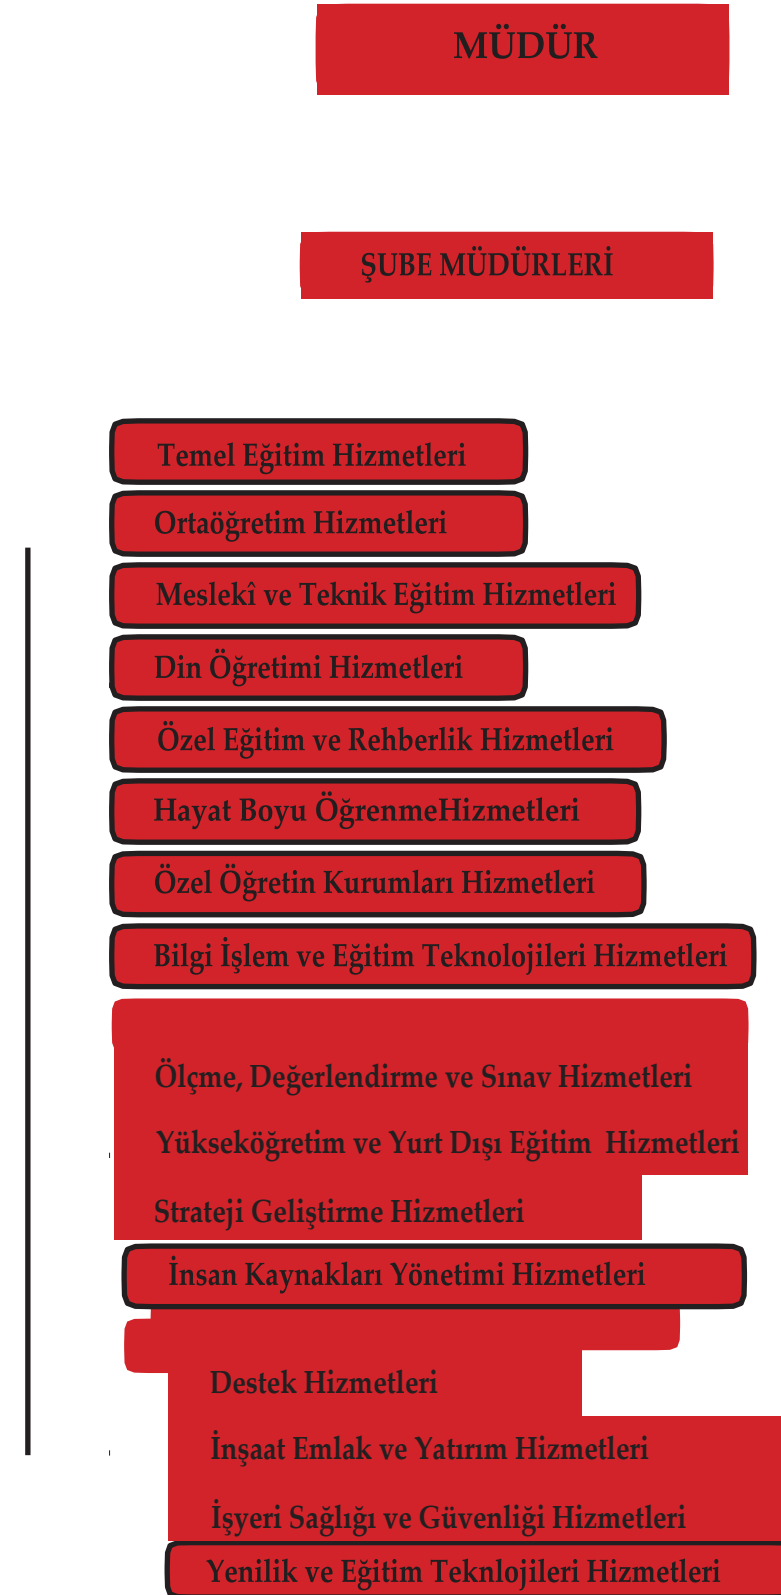 MÜDÜR
ŞUBE MÜDÜRLERİ
Temel Eğitim Hizmetleri
Ortaöğretim Hizmetleri
Meslekî ve Teknik Eğitim Hizmetleri
Din Öğretimi Hizmetleri
Özel Eğitim ve Rehberlik Hizmetleri
Hayat Boyu ÖğrenmeHizmetleri
Özel Öğretin Kurumları Hizmetleri
Bilgi İşlem ve Eğitim Teknolojileri Hizmetleri
Ölçme, Değerlendirme ve Sınav Hizmetleri
Yükseköğretim ve Yurt Dışı Eğitim  Hizmetleri
Strateji Geliştirme Hizmetleri
İnsan Kaynakları Yönetimi Hizmetleri
Destek Hizmetleri
İnşaat Emlak ve Yatırım Hizmetleri
İşyeri Sağlığı ve Güvenliği Hizmetleri
Yenilik ve Eğitim Teknlojileri Hizmetleri